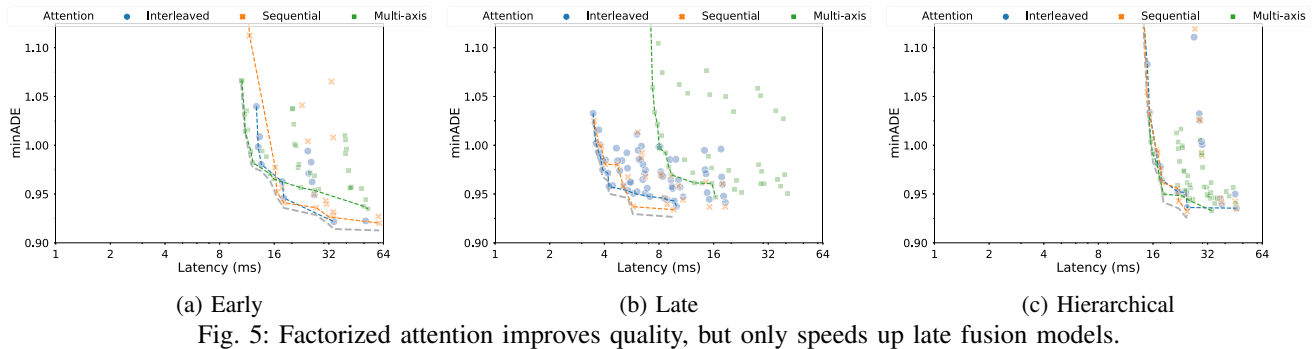 Attention Interleaved Sequential Multi-axis
Attention Interleaved Sequential Multi-axis
Attention Interleaved Sequential Multi-axis
minADE
1.10
1.05
1.00
0.95
0.90
1 2 4 8 16 32 64
Latency (ms)
minADE
1.10
1.05
1.00
0.95
0.90
1 2 4 8 16 32 64
Latency (ms)
minADE
1.10
1.05
1.00
0.95
0.90
1 2 4 8 16 32 64
Latency (ms)
(a) Early
(b) Late
(c) Hierarchical
Fig. 5: Factorized attention improves quality, but only speeds up late fusion models.